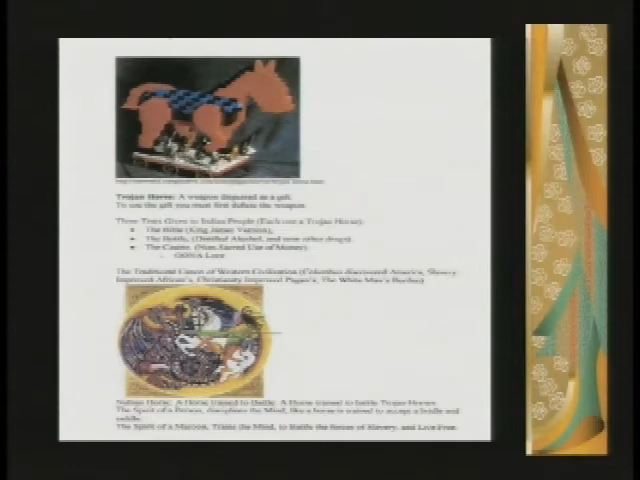 Trojan Horse: A weapon disguised as a gift.
To use the gift you must first defuse the weapon.
Three Trojans Given to Indian People (Each one a Trojan Horse)
The Bible (King James Version),
The Bottle, (Distilled Alcohol, and now other drugs)
The Casino (Non-Sacred Use of Money)
The Traditional Canon of Western Civilization (Columbus discovered America, Slavery
Improved African's, Christianity Improved Pagan's, The White Man's Burden)
Nubian Horse: A Horse trained to Battle. A Horse trained to battle Trojan Horses.
The Spirit of a Person, disciplines the Mind, like a horse is trained to accept a bridle and
saddle.
The Spirit of a Maroon, Trains the Mind, to Battle the forces of Slavery, and Live Free.